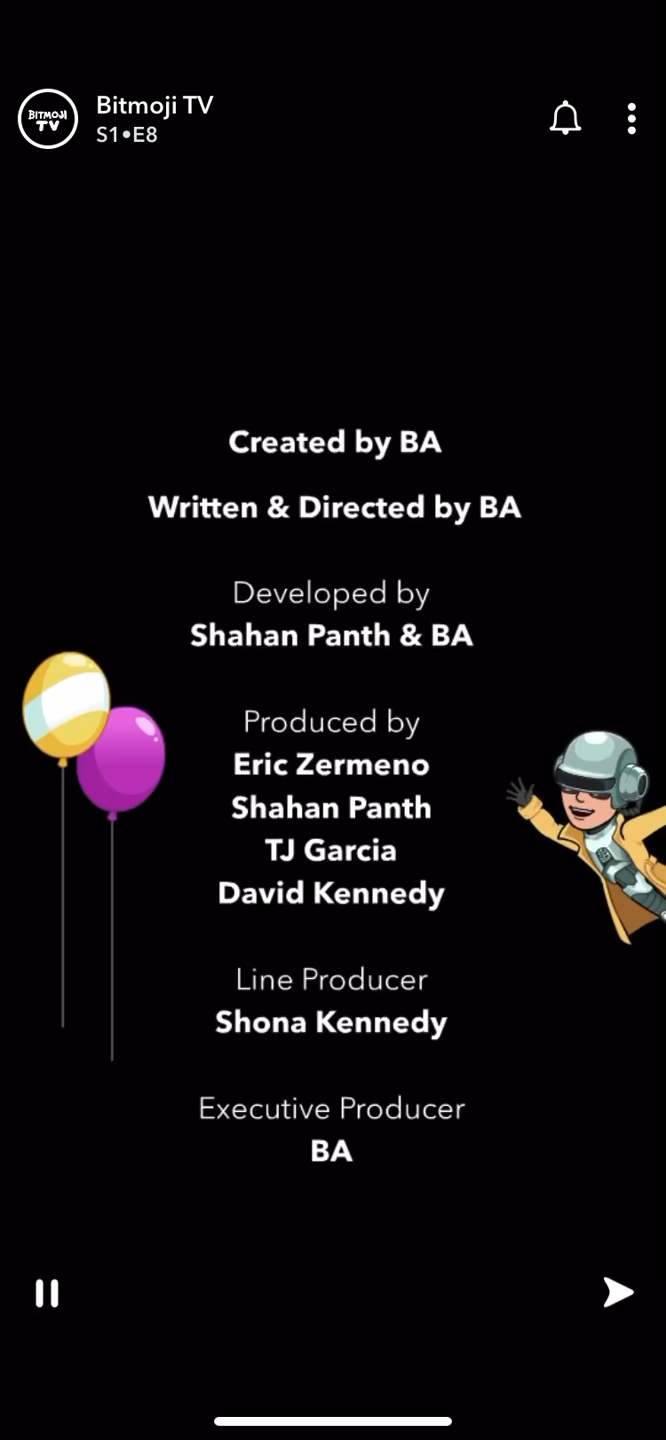 BITMOJI
TV
Bitmoji TV
S1•E8
Created by BA
Written & Directed by BA
Developed by
Shahan Panth & BA
Produced by
Eric Zermeno
Shahan Panth
TJ Garcia
David Kennedy
Line Producer
Shona Kennedy
Executive Producer
BA